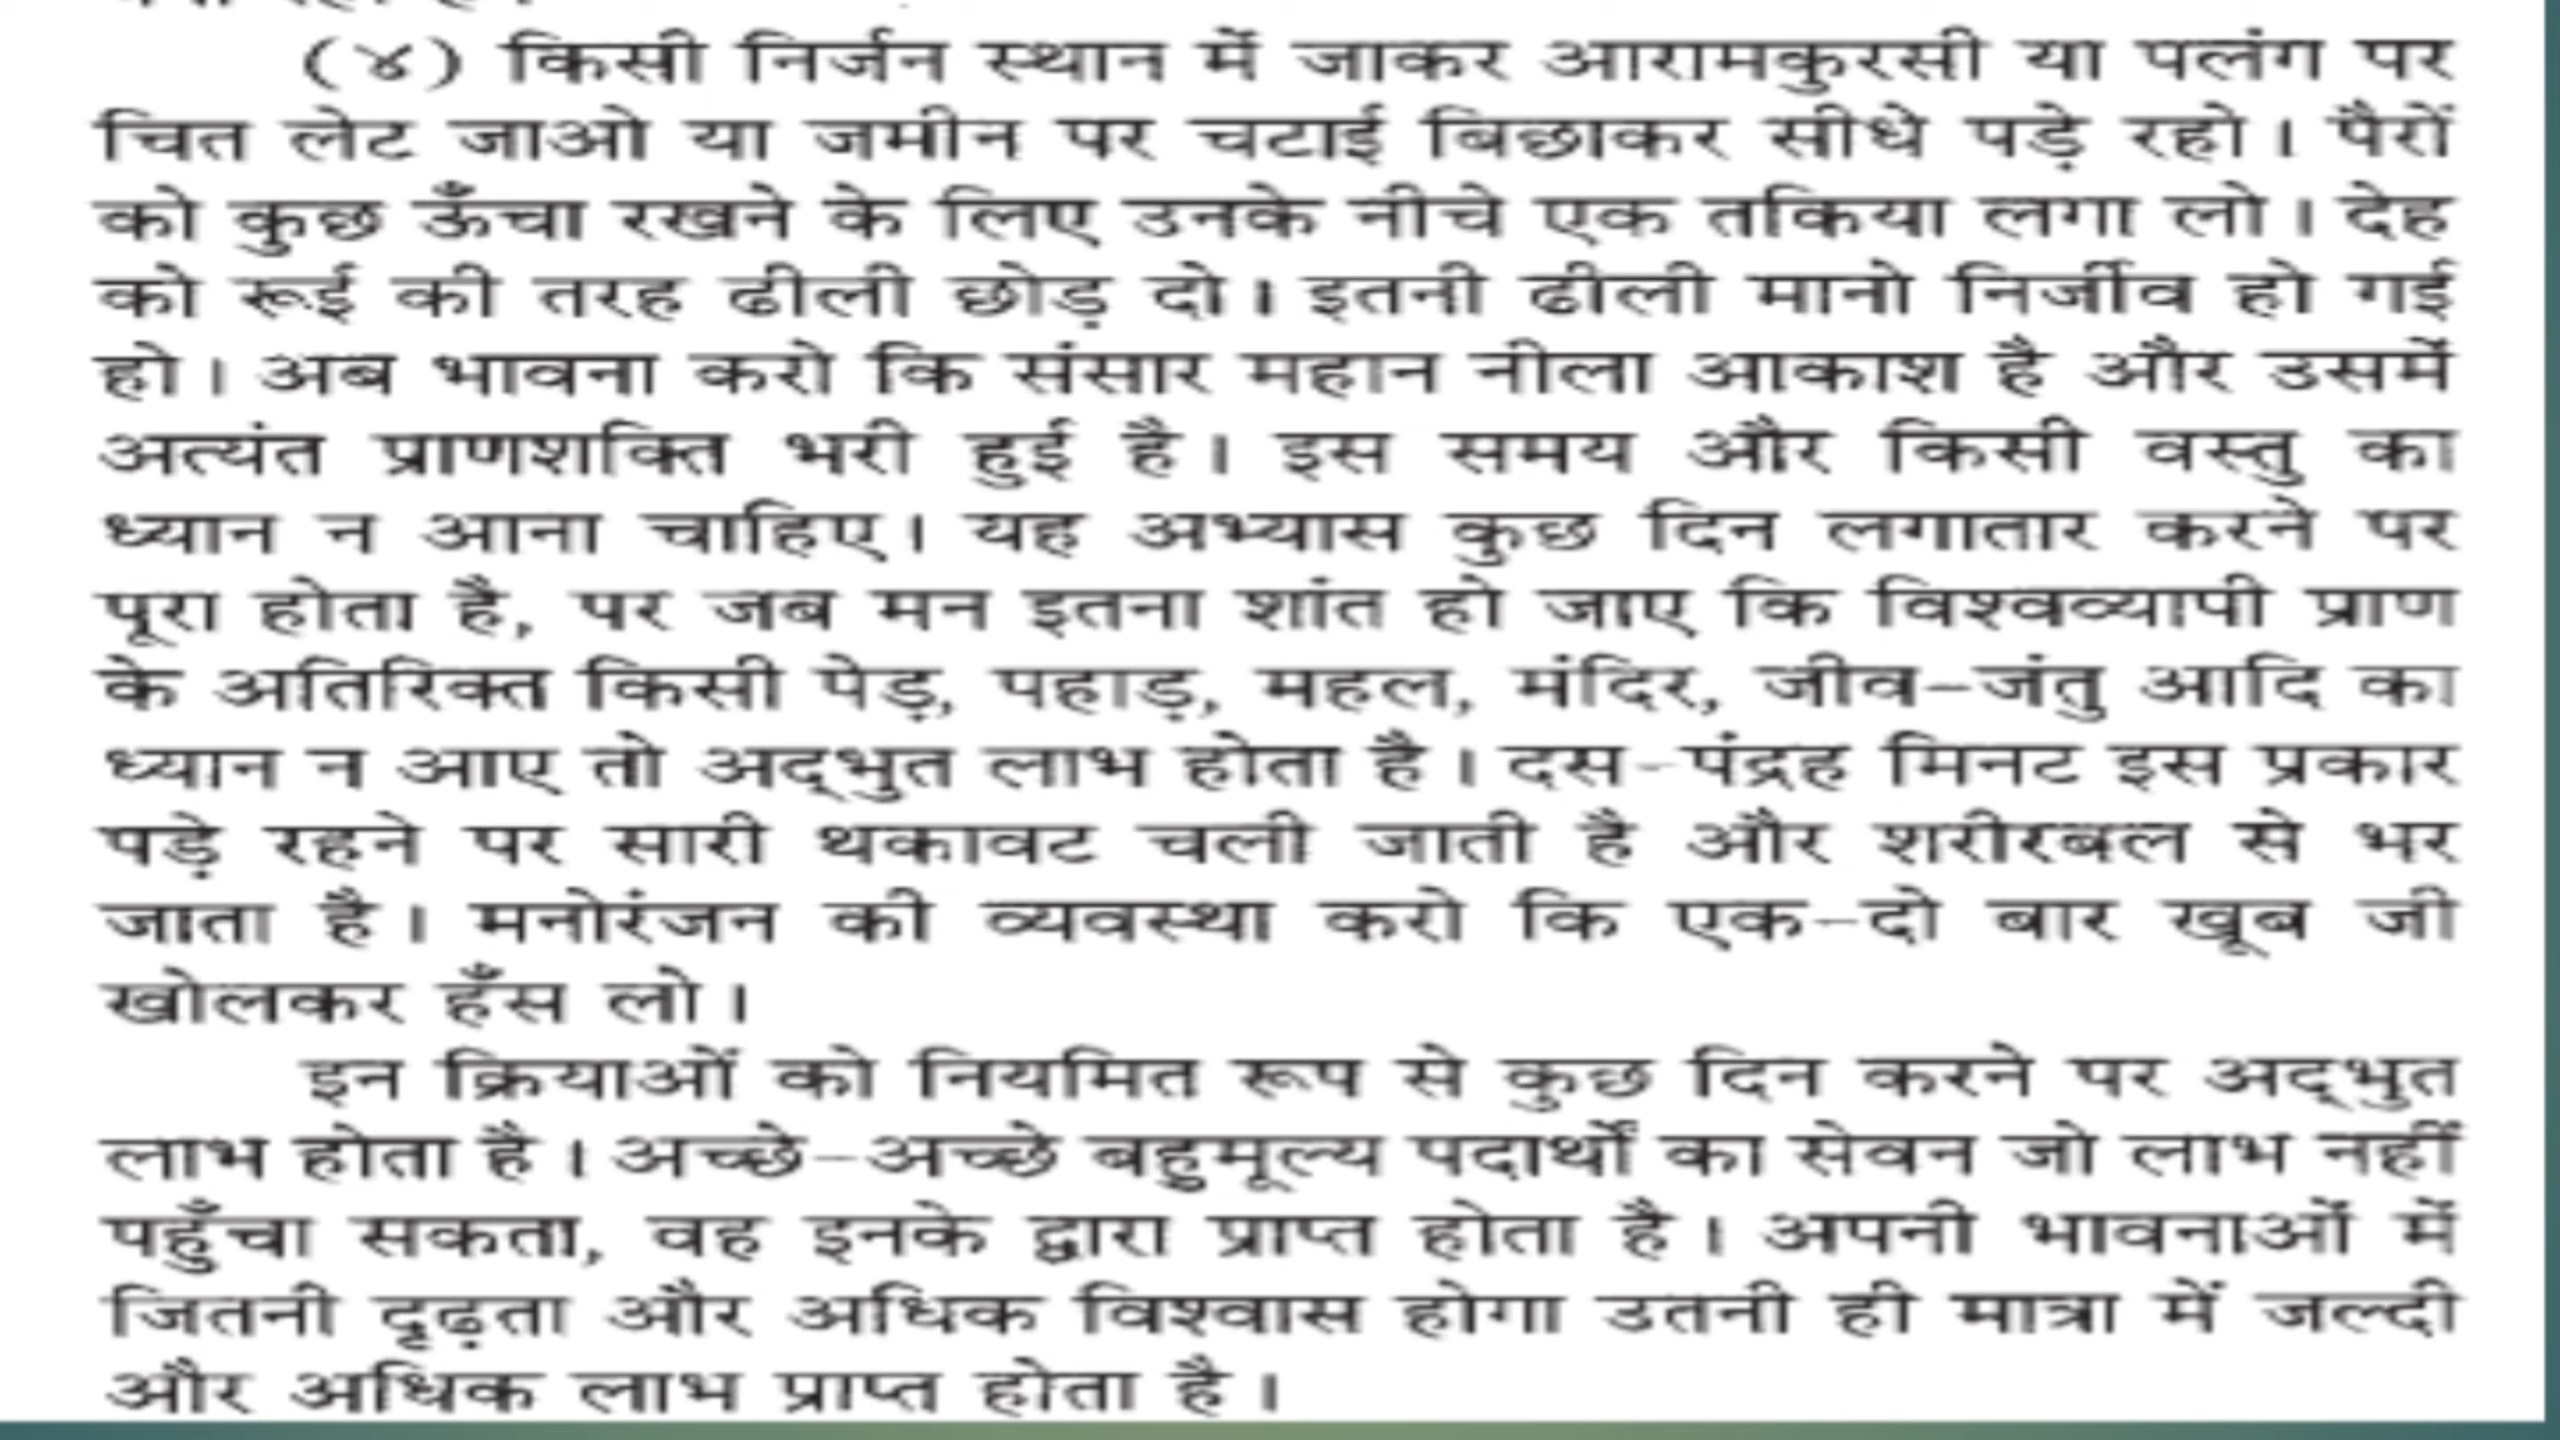 (४) किसी निर्जन स्थान में जाकर आरामकुरसी या पलंग पर
चित लेट जाओ या जमीन पर चटाई बिछाकर सीधे पड़े रहो। पैरों
को कुछ ऊँचा रखने के लिए उनके नीचे एक तकिया लगा लो। देह
को रूई की तरह ढीली छोड़ दो। इतनी ढीली मानो निर्जीव हो गई
हो। अब भावना करो कि संसार महान नीला आकाश है और उसमें
अत्यंत प्राणशक्ति भरी हुई है। इस समय और किसी वस्तु का
ध्यान न आना चाहिए। यह अभ्यास कुछ दिन लगातार करने पर
पूरा होता है, पर जब मन इतना शांत हो जाए कि विश्वव्यापी प्राण
के अतिरिक्त किसी पेड़, पहाड़, महल, मंदिर, जीव-जंतु आदि का
ध्यान न आए तो अद्भुत लाभ होता है। दस-पंद्रह मिनट इस प्रकार
पड़े रहने पर सारी थकावट चली जाती है और शरीरबल से भर
जाता है। मनोरंजन की व्यवस्था करो कि एक-दो बार खूब जी
खोलकर हँस लो।
इन क्रियाओं को नियमित रूप से कुछ दिन करने पर अद्भुत
लाभ होता है। अच्छे-अच्छे बहुमूल्य पदार्थों का सेवन जो लाभ नहीं
पहुँचा सकता, वह इनके द्वारा प्राप्त होता है। अपनी भावनाओं में
जितनी दृढ़ता और अधिक विश्वास होगा उतनी ही मात्रा में जल्दी
और अधिक लाभ प्राप्त होता है।